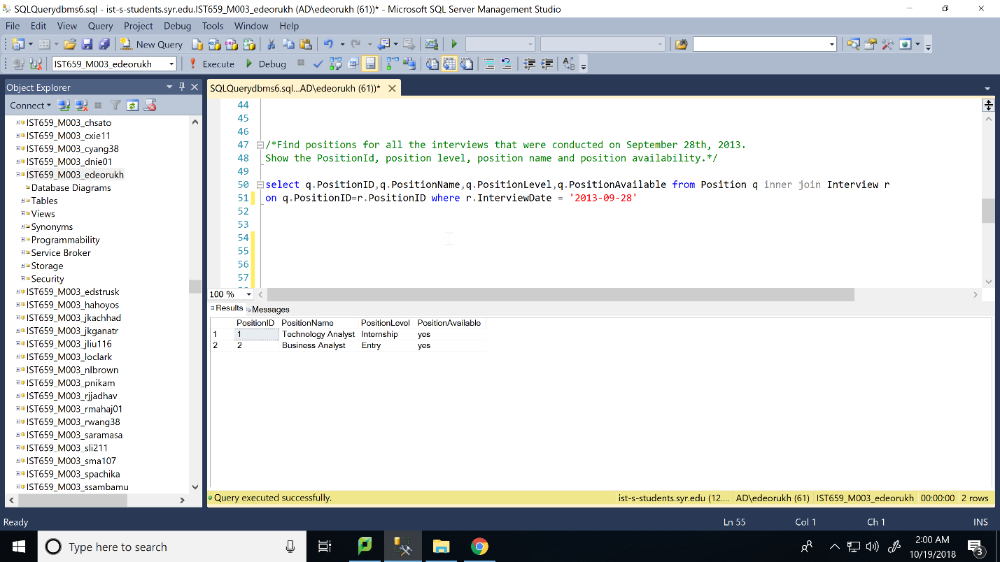 SQLQuerydbms6.sql - ist-s-students.syr.edu.IST659_M003_edeorukh (AD\edeorukh (61))* - Microsoft SQL Server Management Studio
File Edit View Query Project Debug Tools Window Help
New Query
IST659_M003_edeorukh Execute Debug
Object Explorer
Connect
IST659_M003_chsato
IST659_M003_cxie11
IST659_M003_cyang38
IST659_M003_dnie01
IST659_M003_edeorukh
Database Diagrams
Tables
Views
Synonyms
Programmability
Service Broker
Storage
Security
IST659_M003_edstrusk
IST659_M003_hahoyos
IST659_M003_jkachhad
IST659_M003_jkganatr
IST659_M003_jliu116
IST659_M003_loclark
IST659_M003_nlbrown
IST659_M003_pnikam
IST659_M003_rjjadhav
IST659_M003_rmahaj01
IST659_M003_rwang38
IST659_M003_saramasa
IST659_M003_sli211
IST659_M003_sma107
IST659_M003_spachika
IST659_M003_ssambamu
SQLQuerydbms6.sql...AD\edeorukh (61))*
44
45
46
47 /*Find positions for all the interviews that were conducted on September 28th, 2013.
48 Show the PositionId, position level, position name and position availability.*/
49
50 select q.PositionID,q.PositionName,q.PositionLevel,q.PositionAvailable from Position q inner join Interview r
51 on q.PositionID=r.PositionID where r.InterviewDate = '2013-09-28'
52
53
54
55
56
57
100 %
Results Messages
PositionID PositionName PositionLevel PositionAvailable
1 1 Technology Analyst Internship yes
2 2 Business Analyst Entry yes
Query executed successfully. ist-s-students.syr.edu (12.... AD\edeorukh (61) IST659_M003_edeorukh 00:00:00 2 rows
Ready Ln 55 Col 1 Ch 1 INS
Type here to search
2:00 AM
10/19/2018
3